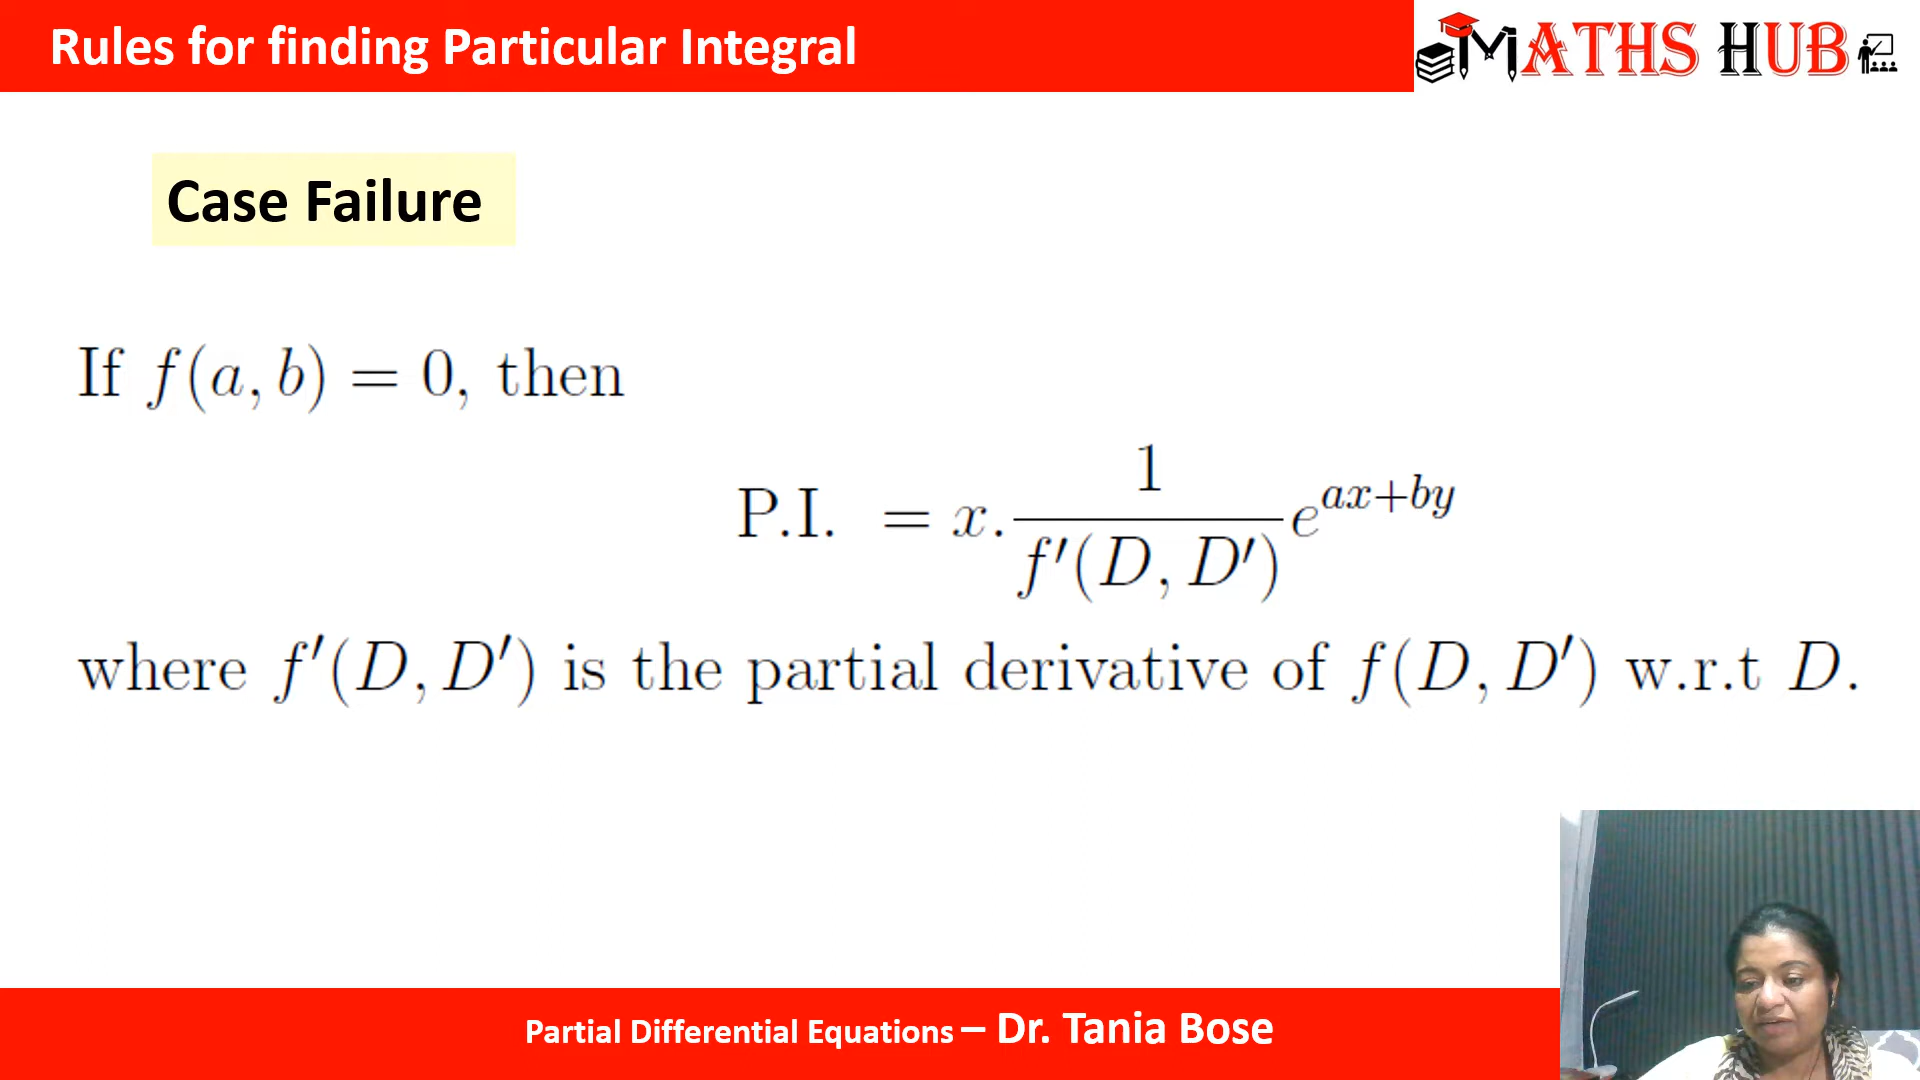 Rules for finding Particular Integral
MATHS HUB
Case Failure
If f(a, b) = 0, then
P.I. = x. 1/f′(D, D′) e^{ax+by}
where f′(D, D′) is the partial derivative of f(D, D′) w.r.t D.
Partial Differential Equations – Dr. Tania Bose